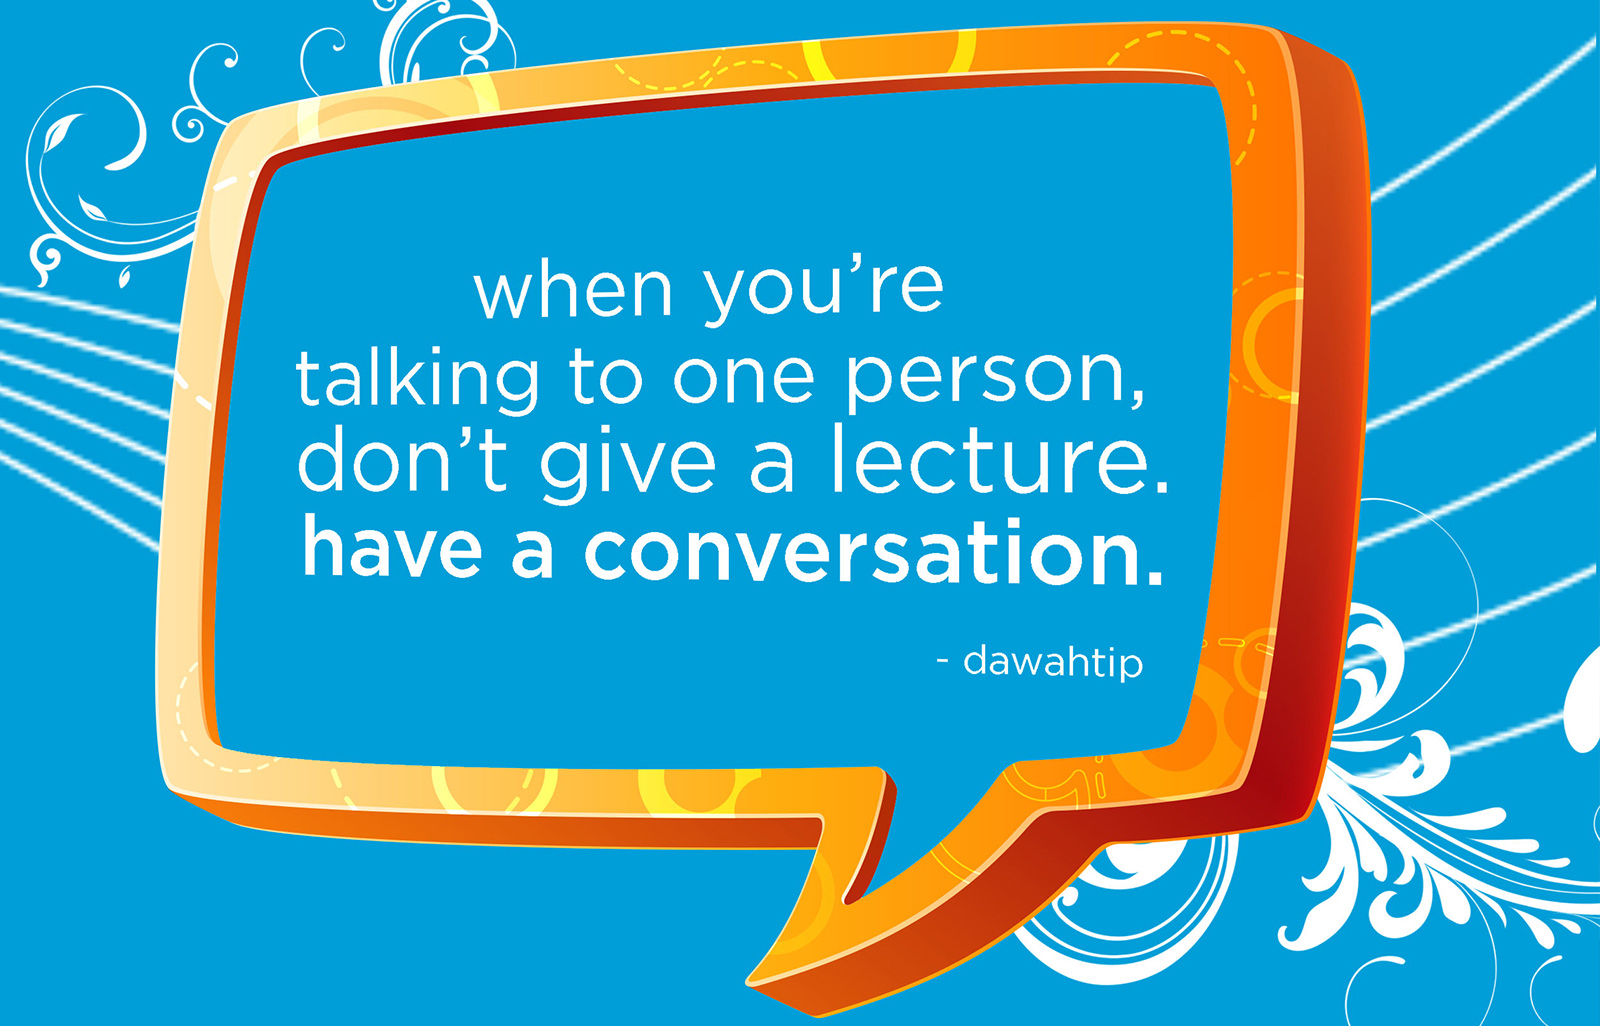 when you’re
talking to one person,
don’t give a lecture.
have a conversation.
- dawahtip